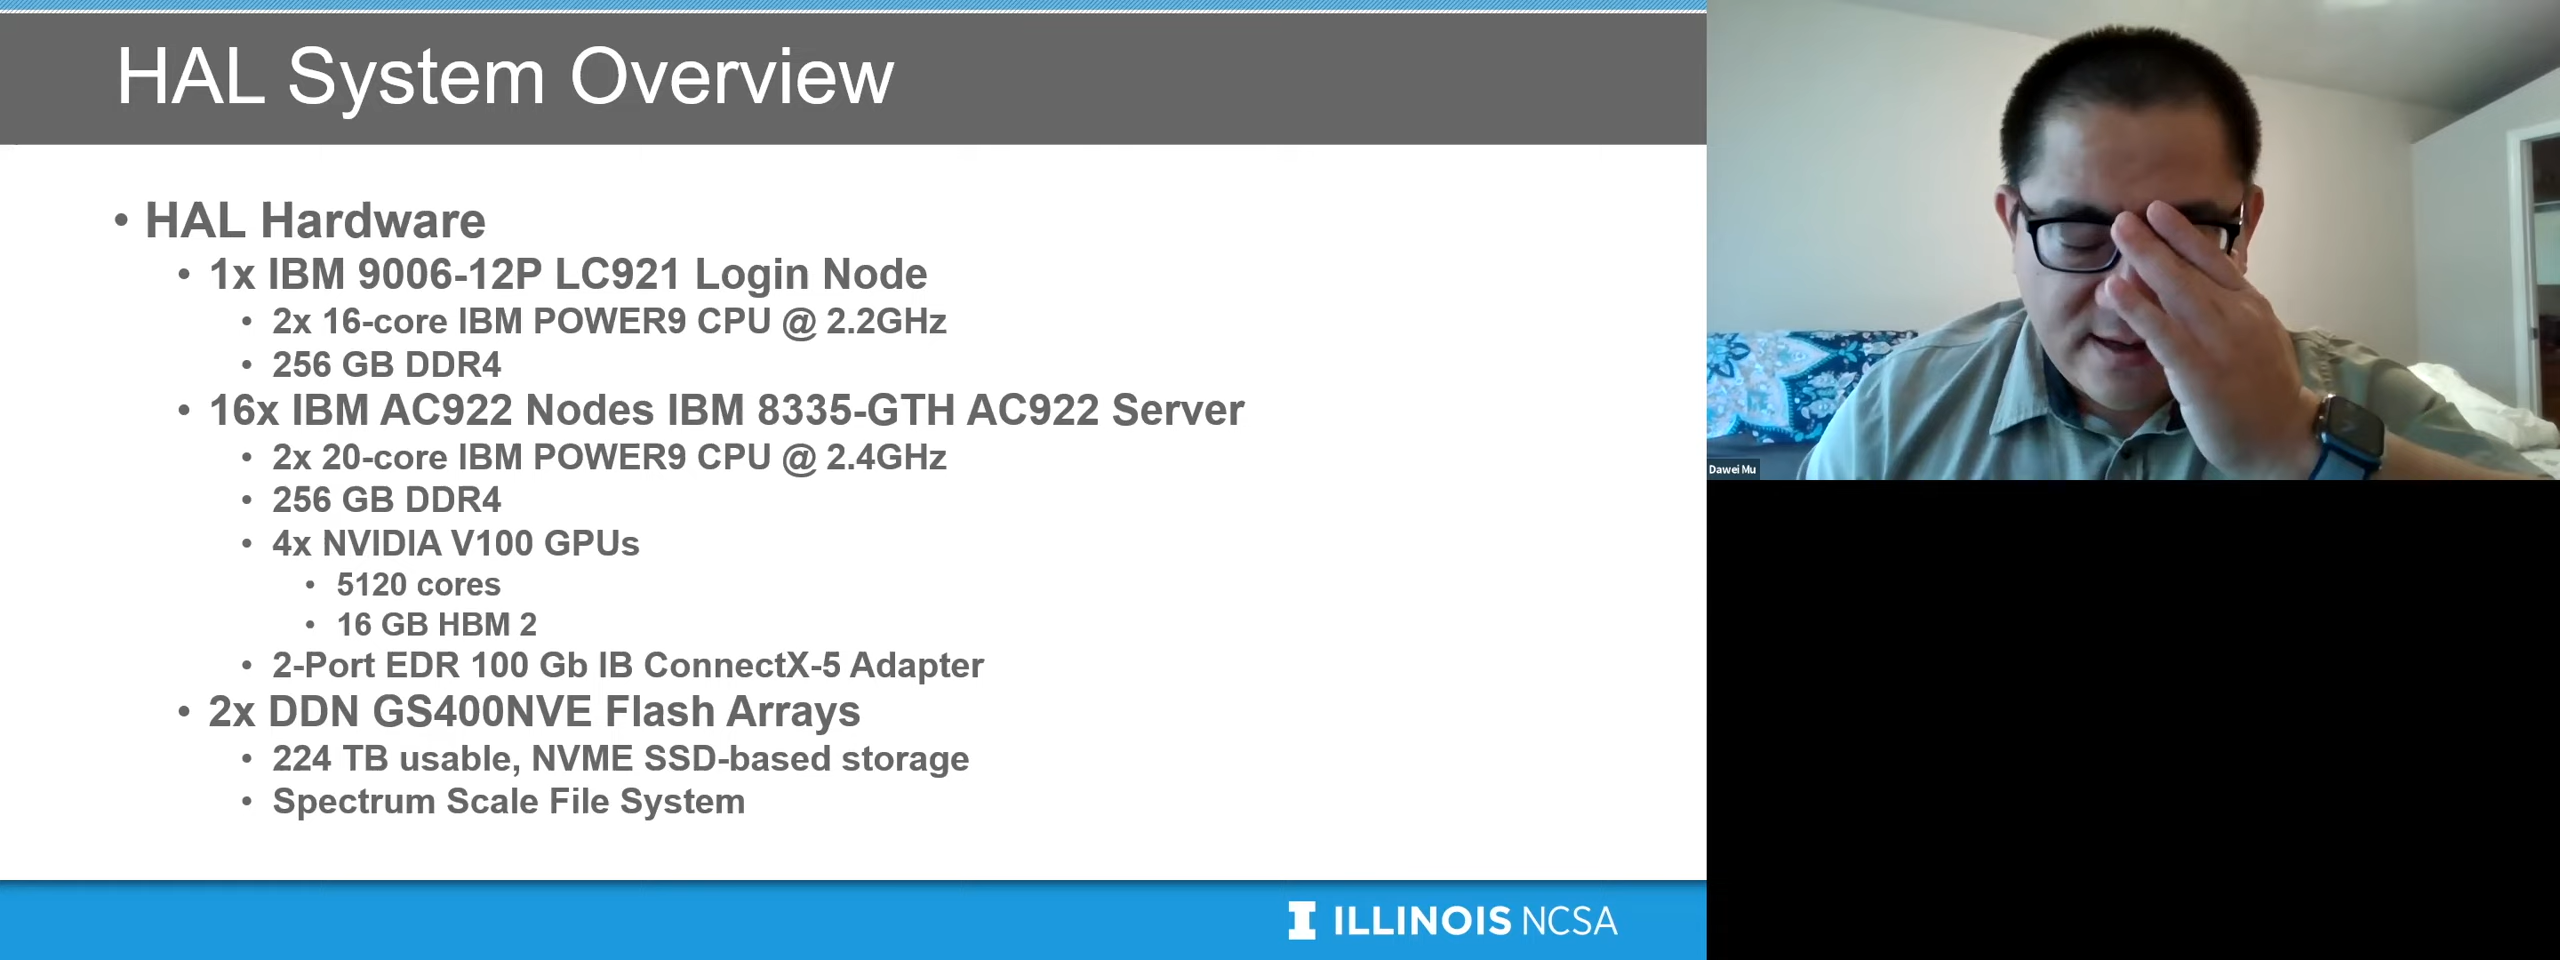 HAL System Overview
• HAL Hardware
• 1x IBM 9006-12P LC921 Login Node
• 2x 16-core IBM POWER9 CPU @ 2.2GHz
• 256 GB DDR4
• 16x IBM AC922 Nodes IBM 8335-GTH AC922 Server
• 2x 20-core IBM POWER9 CPU @ 2.4GHz
• 256 GB DDR4
• 4x NVIDIA V100 GPUs
• 5120 cores
• 16 GB HBM 2
• 2-Port EDR 100 Gb IB ConnectX-5 Adapter
• 2x DDN GS400NVE Flash Arrays
• 224 TB usable, NVME SSD-based storage
• Spectrum Scale File System
I ILLINOIS NCSA
Dawei Mu